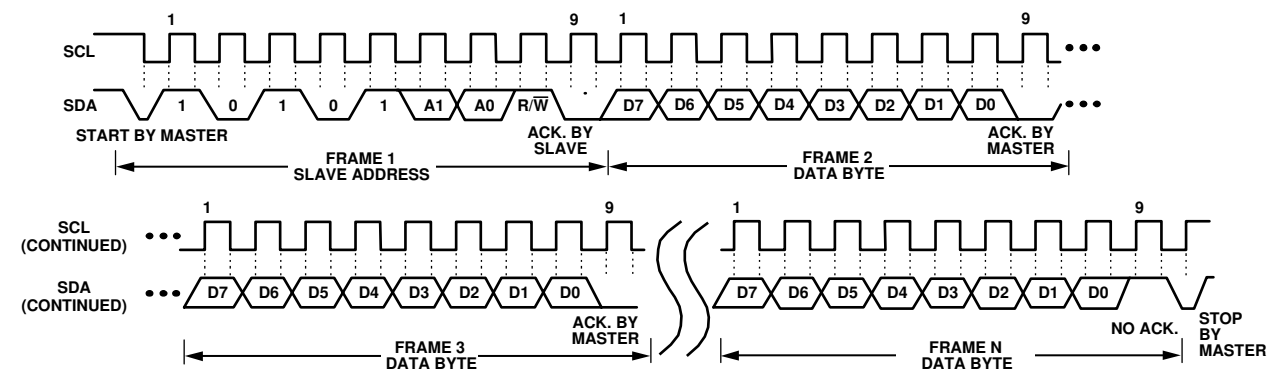 1 9 1 9
SCL
SDA 1 0 1 0 1 A1 A0 R/W̅ D7 D6 D5 D4 D3 D2 D1 D0
START BY MASTER
ACK. BY
SLAVE
ACK. BY
MASTER
FRAME 1
SLAVE ADDRESS
FRAME 2
DATA BYTE
1 9 1 9
SCL
(CONTINUED)
SDA
(CONTINUED)
D7 D6 D5 D4 D3 D2 D1 D0 D7 D6 D5 D4 D3 D2 D1 D0
ACK. BY
MASTER
NO ACK.
STOP
BY
MASTER
FRAME 3
DATA BYTE
FRAME N
DATA BYTE